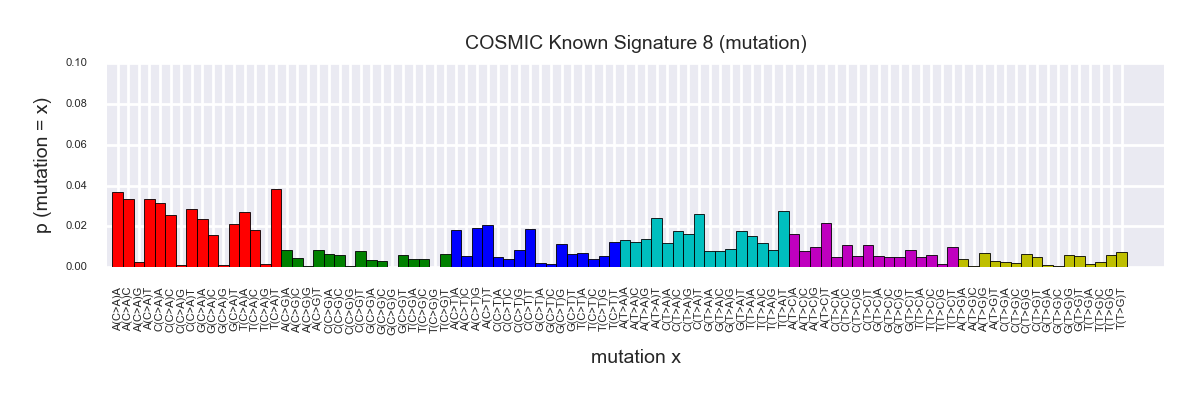 COSMIC Known Signature 8 (mutation)
p (mutation = x)
0.10
0.08
0.06
0.04
0.02
0.00
A(C>A)A
A(C>A)C
A(C>A)G
A(C>A)T
C(C>A)A
C(C>A)C
C(C>A)G
C(C>A)T
G(C>A)A
G(C>A)C
G(C>A)G
G(C>A)T
T(C>A)A
T(C>A)C
T(C>A)G
T(C>A)T
A(C>G)A
A(C>G)C
A(C>G)G
A(C>G)T
C(C>G)A
C(C>G)C
C(C>G)G
C(C>G)T
G(C>G)A
G(C>G)C
G(C>G)G
G(C>G)T
T(C>G)A
T(C>G)C
T(C>G)G
T(C>G)T
A(C>T)A
A(C>T)C
A(C>T)G
A(C>T)T
C(C>T)A
C(C>T)C
C(C>T)G
C(C>T)T
G(C>T)A
G(C>T)C
G(C>T)G
G(C>T)T
T(C>T)A
T(C>T)C
T(C>T)G
T(C>T)T
A(T>A)A
A(T>A)C
A(T>A)G
A(T>A)T
C(T>A)A
C(T>A)C
C(T>A)G
C(T>A)T
G(T>A)A
G(T>A)C
G(T>A)G
G(T>A)T
T(T>A)A
T(T>A)C
T(T>A)G
T(T>A)T
A(T>C)A
A(T>C)C
A(T>C)G
A(T>C)T
C(T>C)A
C(T>C)C
C(T>C)G
C(T>C)T
G(T>C)A
G(T>C)C
G(T>C)G
G(T>C)T
T(T>C)A
T(T>C)C
T(T>C)G
T(T>C)T
A(T>G)A
A(T>G)C
A(T>G)G
A(T>G)T
C(T>G)A
C(T>G)C
C(T>G)G
C(T>G)T
G(T>G)A
G(T>G)C
G(T>G)G
G(T>G)T
T(T>G)A
T(T>G)C
T(T>G)G
T(T>G)T
mutation x